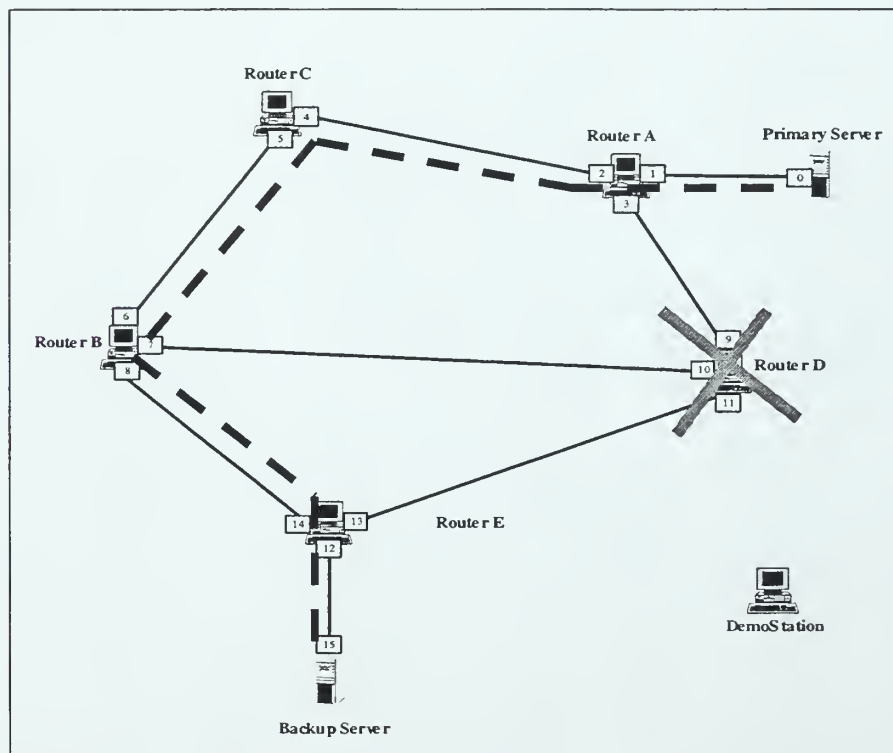 Router C
4
5
Router A
Primary Server
2
1
0
3
6
Router B
7
8
9
10
Router D
11
14
13
Router E
12
DemoStation
15
Backup Server